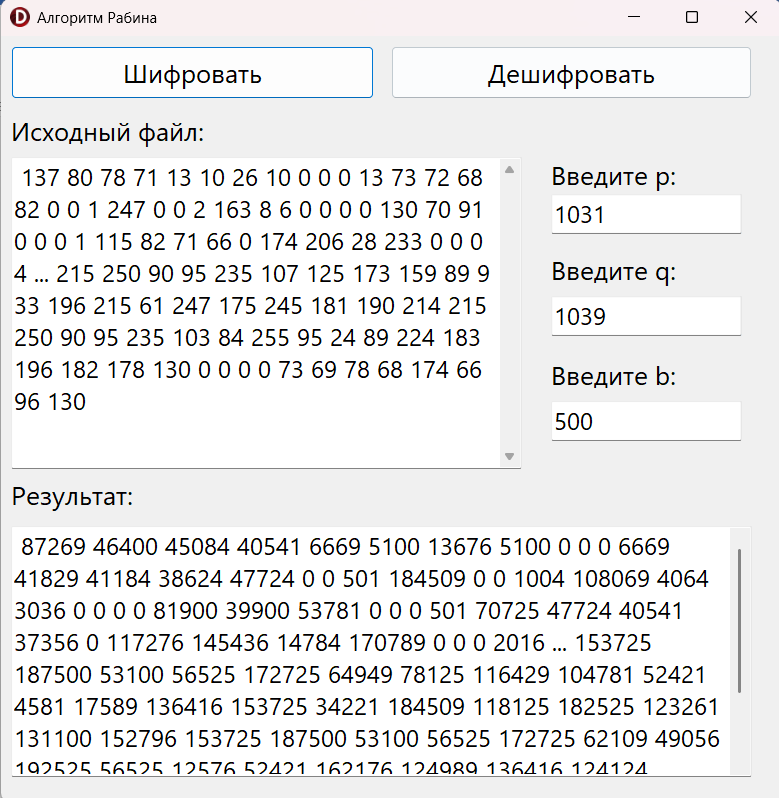 Алгоритм Рабина
Шифровать Дешифровать
Исходный файл:
137 80 78 71 13 10 26 10 0 0 0 13 73 72 68
82 0 0 1 247 0 0 2 163 8 6 0 0 0 0 130 70 91
0 0 0 1 115 82 71 66 0 174 206 28 233 0 0 0
4 ... 215 250 90 95 235 107 125 173 159 89 9
33 196 215 61 247 175 245 181 190 214 215
250 90 95 235 103 84 255 95 24 89 224 183
196 182 178 130 0 0 0 0 73 69 78 68 174 66
96 130
Введите p:
1031
Введите q:
1039
Введите b:
500
Результат:
87269 46400 45084 40541 6669 5100 13676 5100 0 0 0 6669
41829 41184 38624 47724 0 0 501 184509 0 0 1004 108069 4064
3036 0 0 0 0 81900 39900 53781 0 0 0 501 70725 47724 40541
37356 0 117276 145436 14784 170789 0 0 0 2016 ... 153725
187500 53100 56525 172725 64949 78125 116429 104781 52421
4581 17589 136416 153725 34221 184509 118125 182525 123261
131100 152796 153725 187500 53100 56525 172725 62109 49056
192525 56525 12576 52421 162176 124989 136416 124124